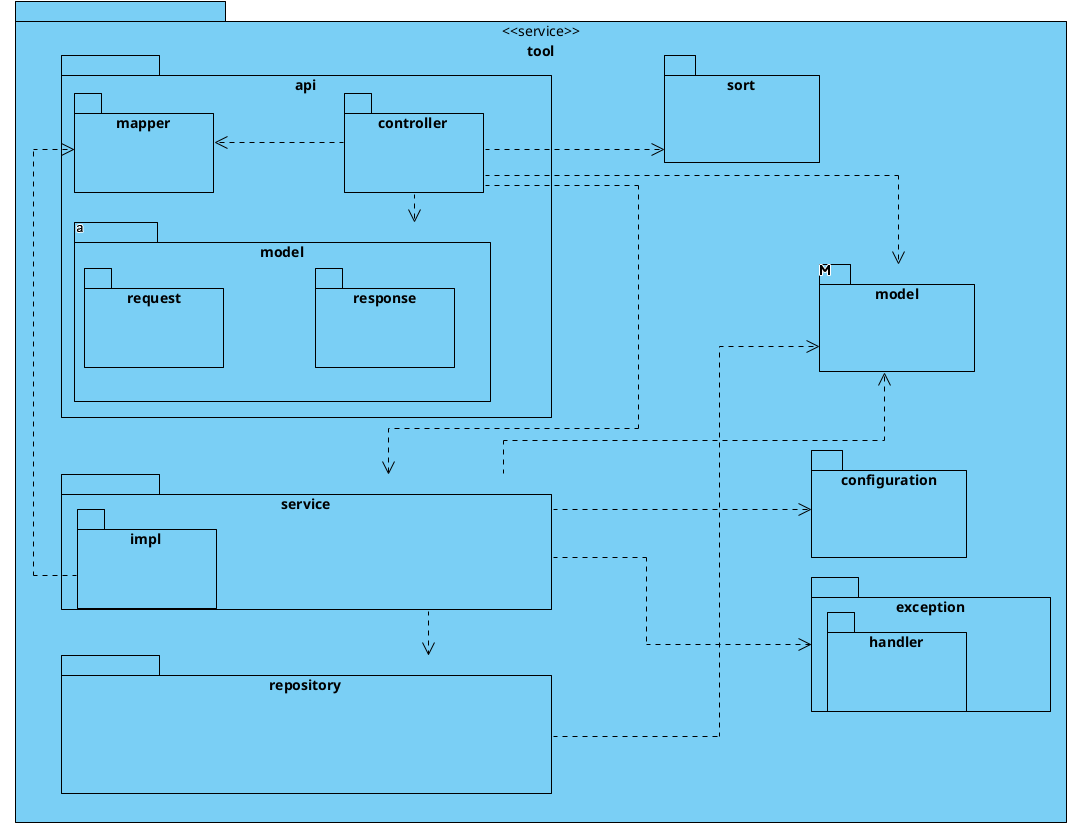 <<service>>
tool
api
sort
mapper
controller
a
model
request
response
M
model
service
configuration
impl
exception
handler
repository